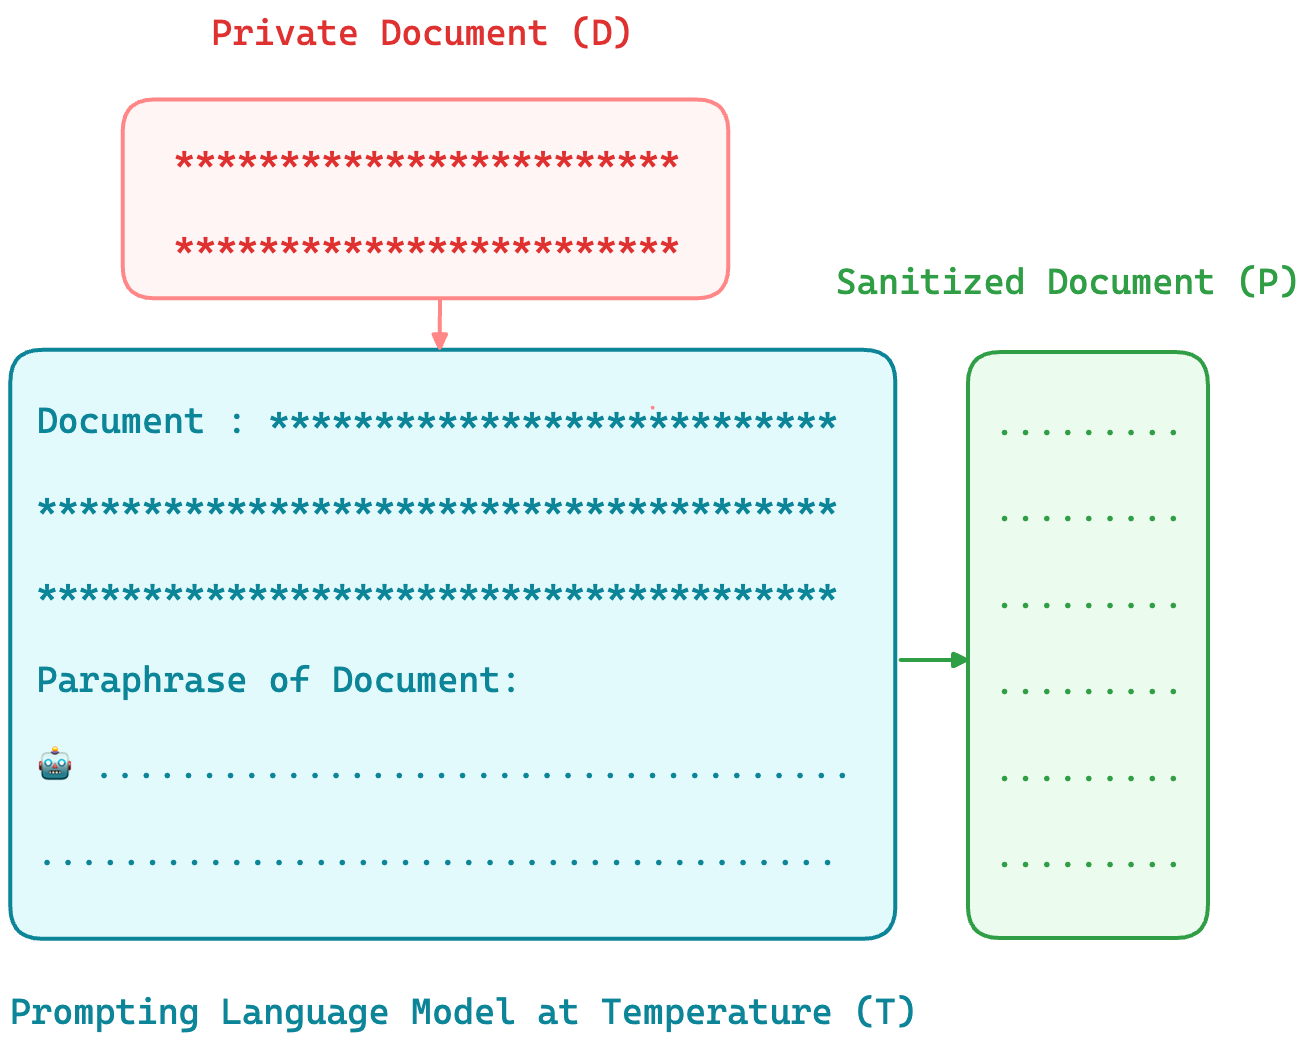 Private Document (D)
************************
************************
Sanitized Document (P)
Document : ***************************
**************************************
**************************************
Paraphrase of Document:
🤖 ....................................
......................................
.........
.........
.........
.........
.........
.........
Prompting Language Model at Temperature (T)